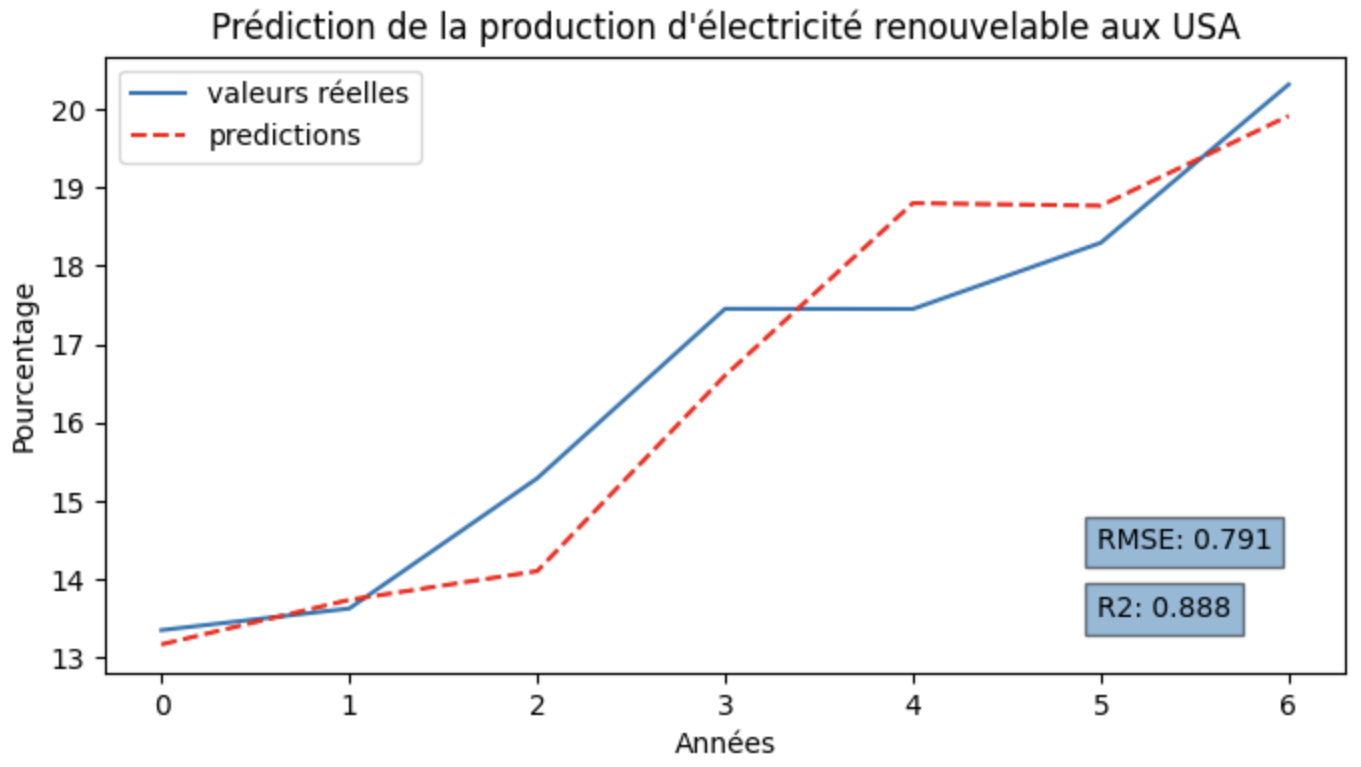 Prédiction de la production d'électricité renouvelable aux USA
valeurs réelles
predictions
20
19
18
17
16
15
14
13
Pourcentage
RMSE: 0.791
R2: 0.888
0 1 2 3 4 5 6
Années